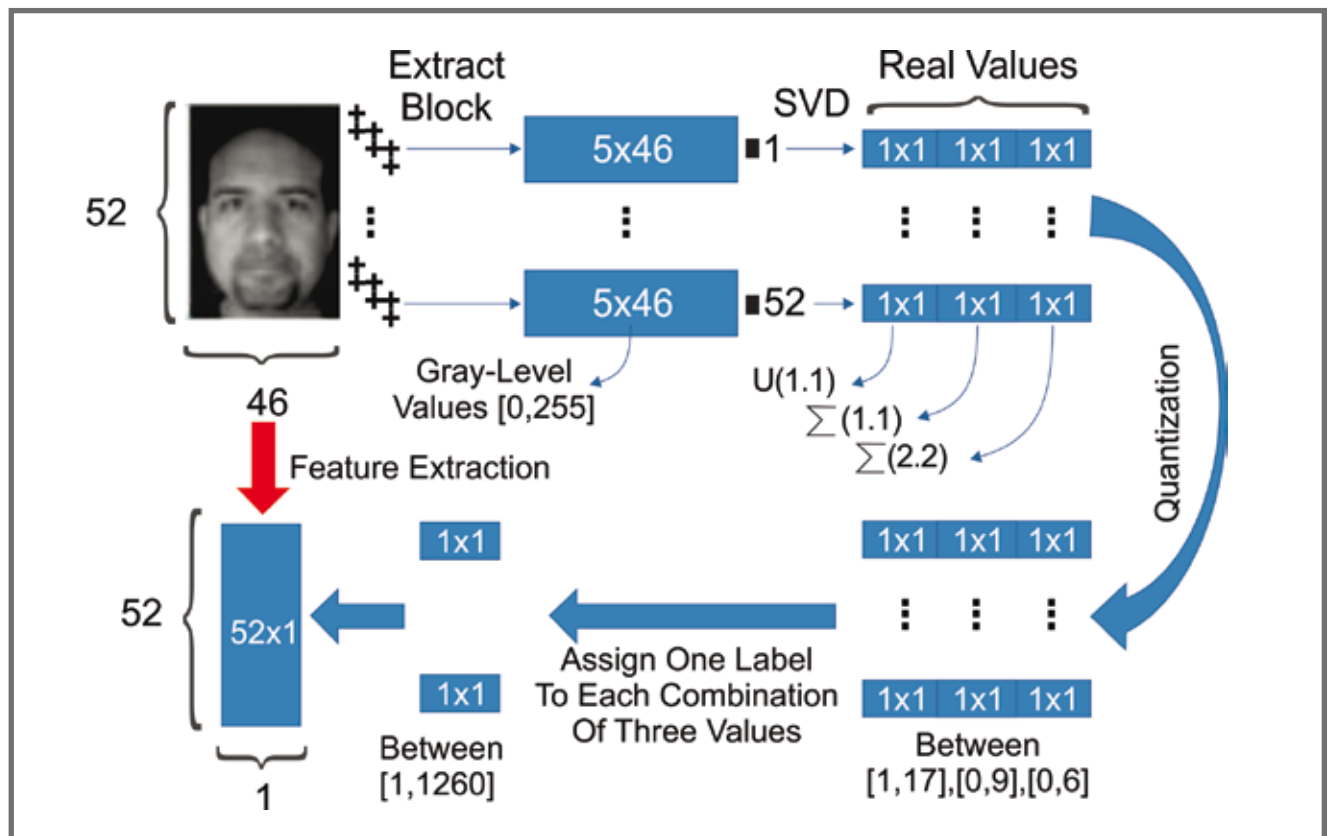 Extract
Block
SVD
Real Values
52
5x46
1
1x1 1x1 1x1
5x46
52
1x1 1x1 1x1
46
Gray-Level
Values [0,255]
U(1.1)
∑(1.1)
∑(2.2)
Quantization
Feature Extraction
52
52x1
1
1x1
1x1
Between
[1,1260]
Assign One Label
To Each Combination
Of Three Values
1x1 1x1 1x1
1x1 1x1 1x1
Between
[1,17],[0,9],[0,6]